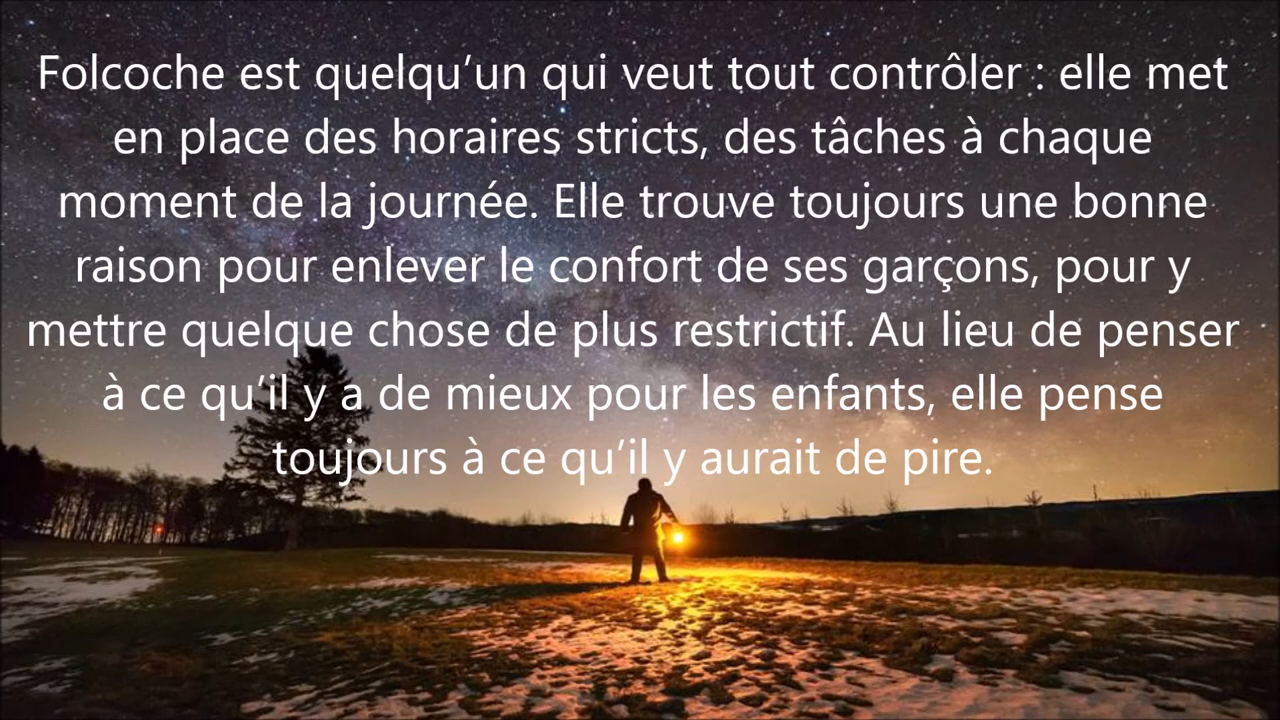 Folcoche est quelqu’un qui veut tout contrôler : elle met
en place des horaires stricts, des tâches à chaque
moment de la journée. Elle trouve toujours une bonne
raison pour enlever le confort de ses garçons, pour y
mettre quelque chose de plus restrictif. Au lieu de penser
à ce qu’il y a de mieux pour les enfants, elle pense
toujours à ce qu’il y aurait de pire.